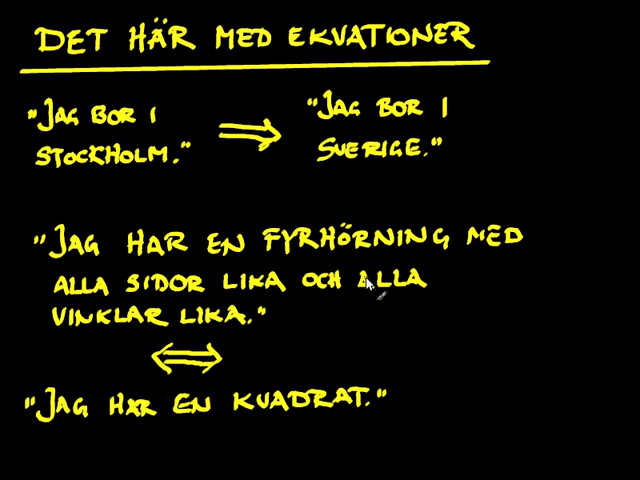 DET HÄR MED EKVATIONER
"JAG BOR I
STOCKHOLM."
⇒
"JAG BOR I
SVERIGE."
"JAG HAR EN FYRHÖRNING MED
ALLA SIDOR LIKA OCH ALLA
VINKLAR LIKA."
⇔
"JAG HAR EN KVADRAT."